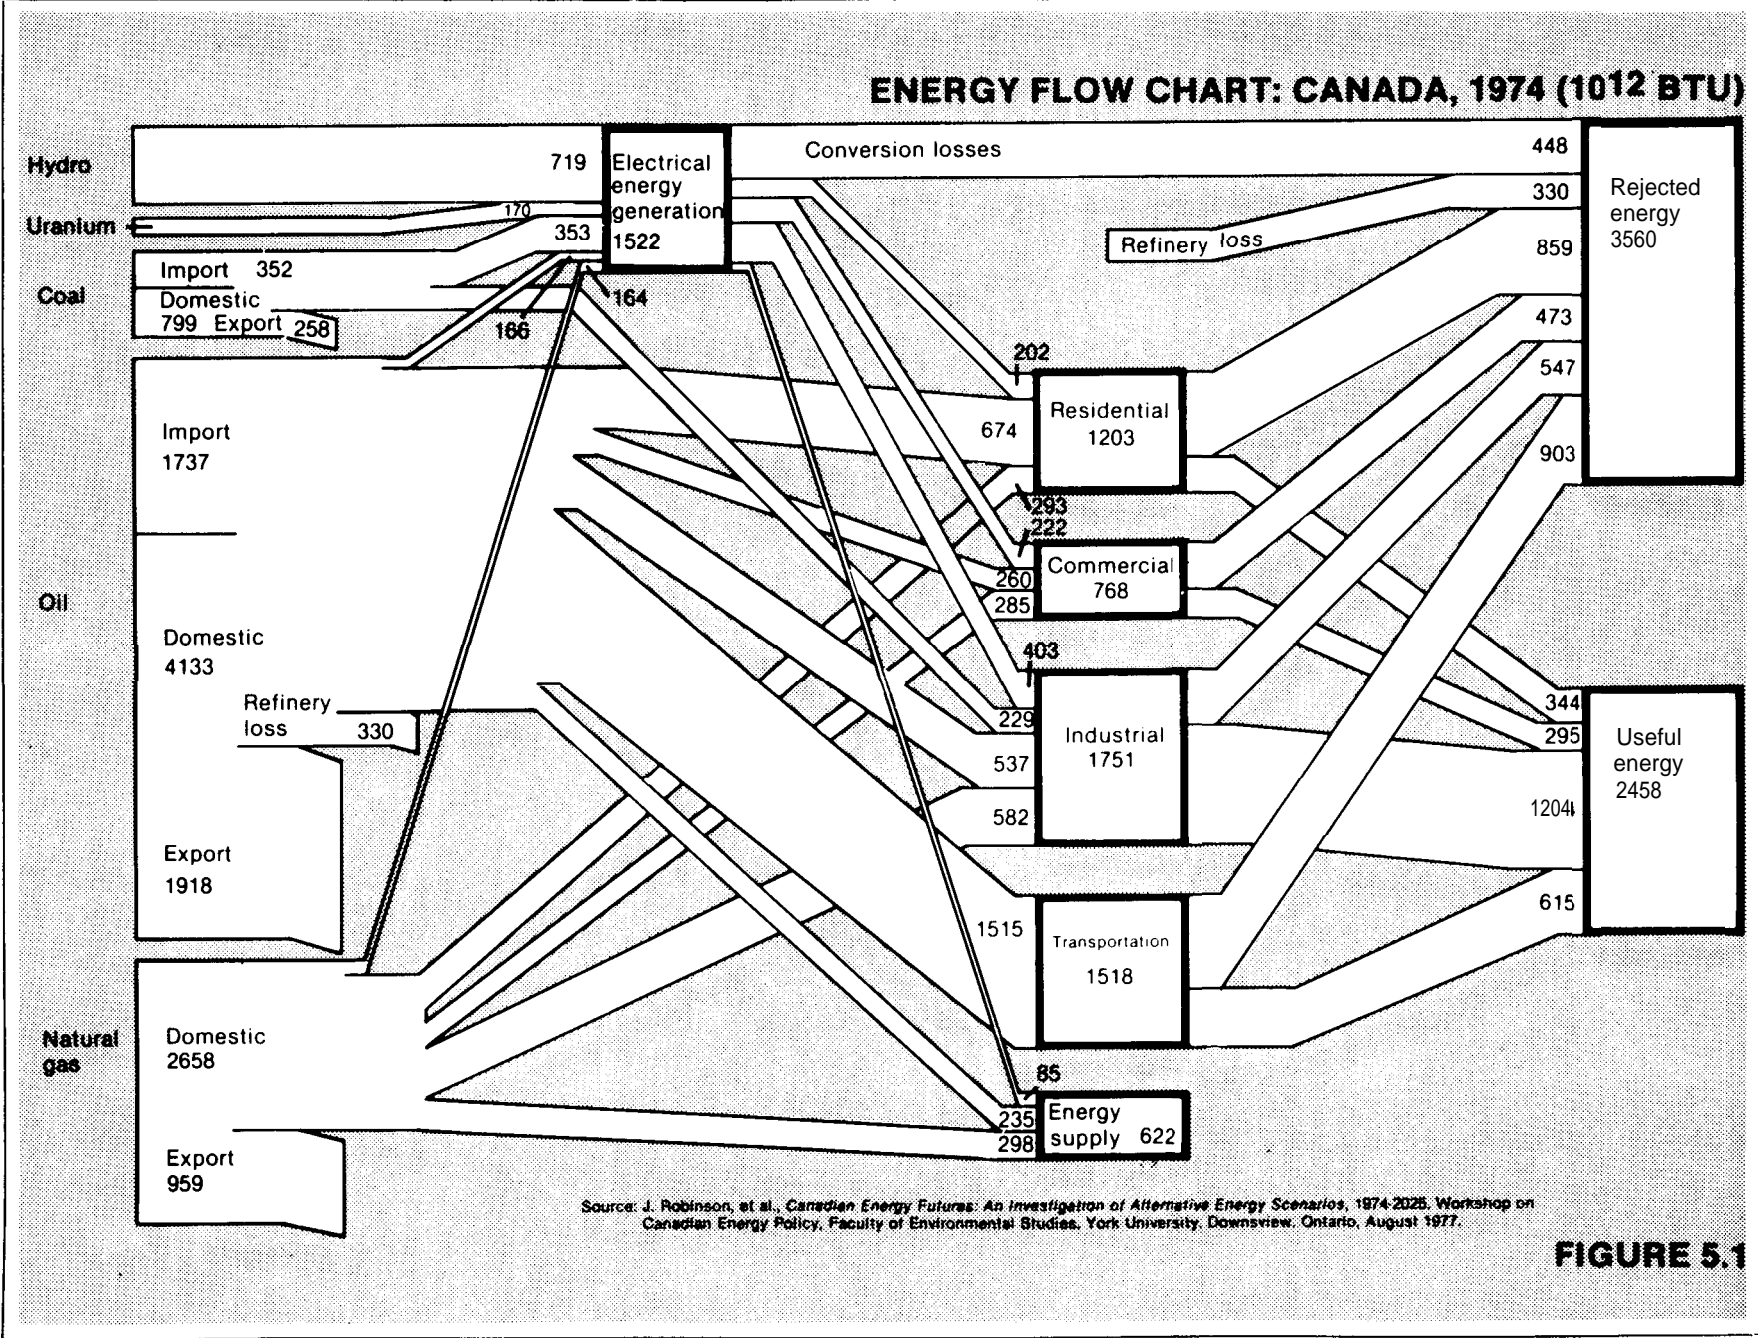 ENERGY FLOW CHART: CANADA, 1974 (10¹² BTU)
Hydro
719
Electrical
energy
generation
1522
Conversion losses
448
Uranium
170
353
Import 352
Coal
Domestic
799 Export 258
166
164
330
Refinery loss
859
473
547
903
Rejected
energy
3560
Oil
Import
1737
Domestic
4133
Refinery
loss 330
Export
1918
202
674
Residential
1203
293
222
260
285
Commercial
768
403
229
537
582
Industrial
1751
1515
Transportation
1518
344
295
1204
615
Useful
energy
2458
Natural
gas
Domestic
2658
Export
959
85
235
298
Energy
supply 622
Source: J. Robinson, et al., Canadian Energy Futures: An Investigation of Alternative Energy Scenarios, 1974-2025, Workshop on
Canadian Energy Policy, Faculty of Environmental Studies, York University, Downsview, Ontario, August 1977.
FIGURE 5.1